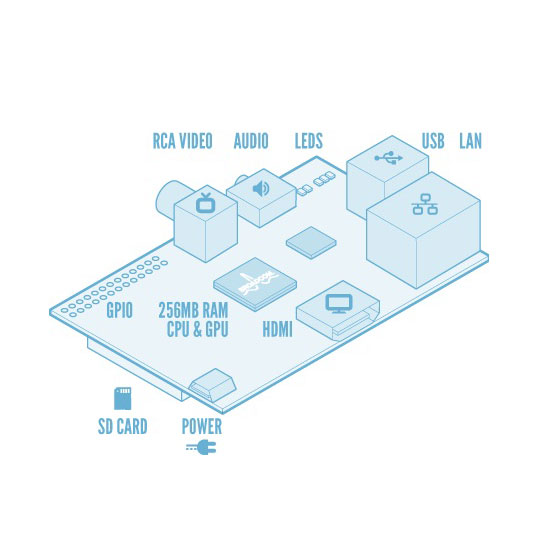 RCA VIDEO
AUDIO
LEDS
USB
LAN
GPIO
256MB RAM
CPU & GPU
HDMI
SD CARD
POWER